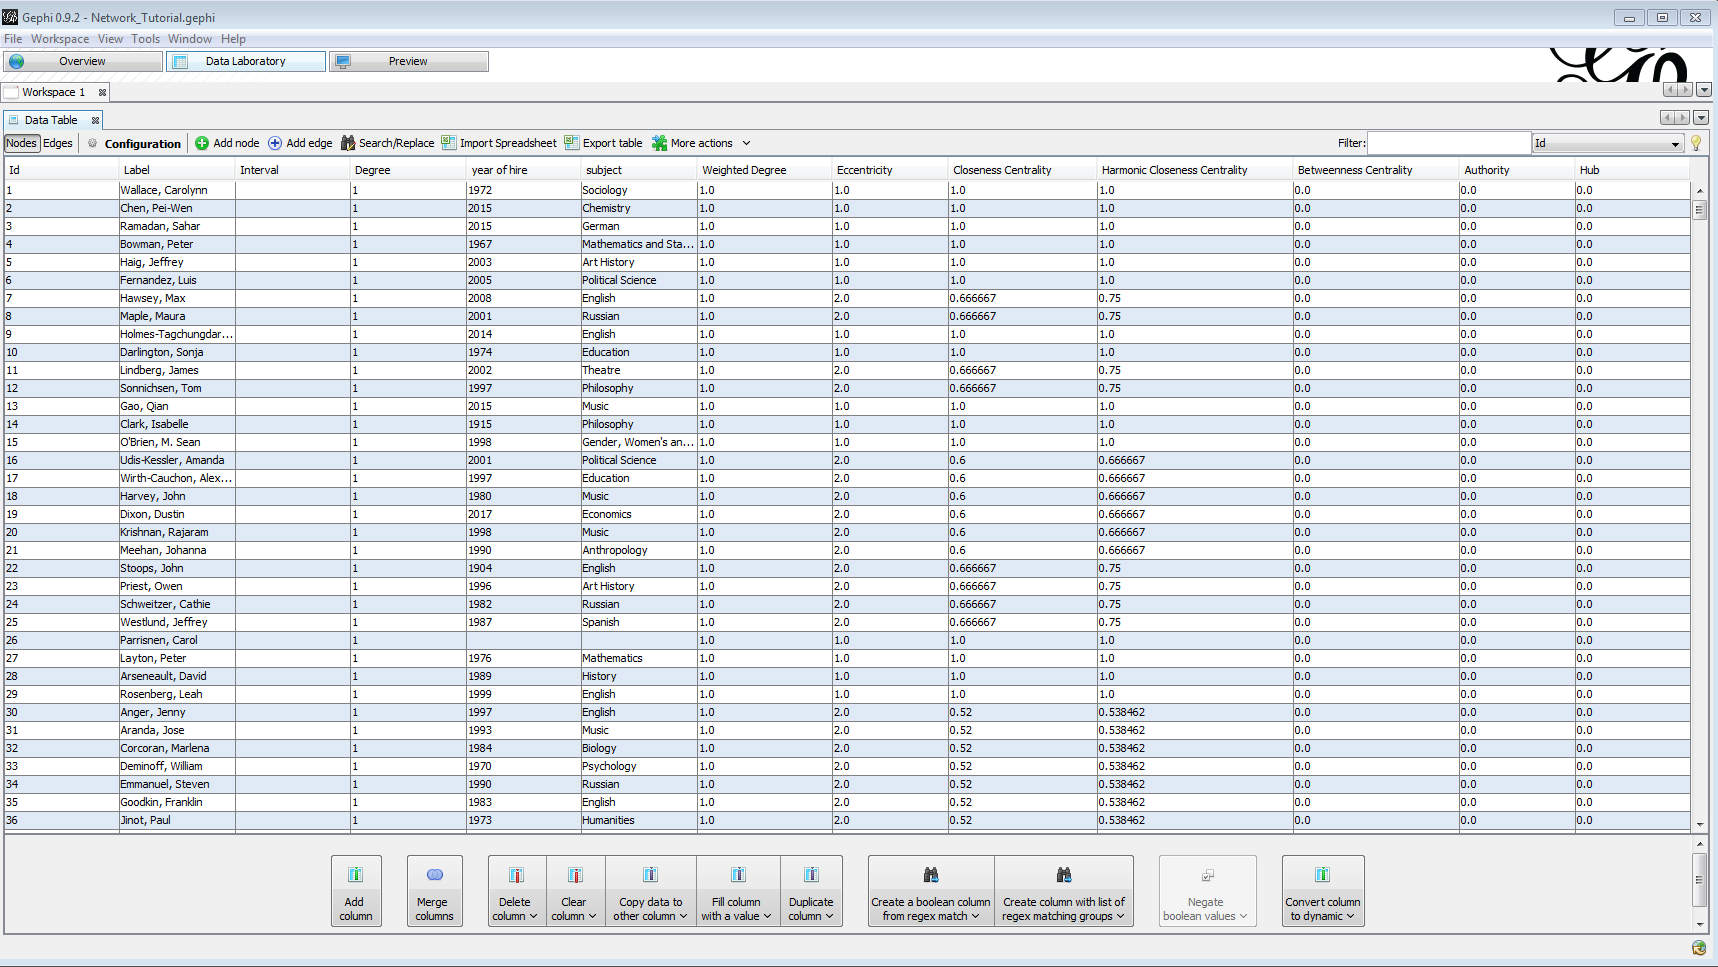 Gephi 0.9.2 - Network_Tutorial.gephi
File Workspace View Tools Window Help
Overview Data Laboratory Preview
Workspace 1
Data Table
Nodes Edges Configuration Add node Add edge Search/Replace Import Spreadsheet Export table More actions Filter: Id
Id Label Interval Degree year of hire subject Weighted Degree Eccentricity Closeness Centrality Harmonic Closeness Centrality Betweenness Centrality Authority Hub
1 Wallace, Carolynn 1 1972 Sociology 1.0 1.0 1.0 1.0 0.0 0.0 0.0
2 Chen, Pei-Wen 1 2015 Chemistry 1.0 1.0 1.0 1.0 0.0 0.0 0.0
3 Ramadan, Sahar 1 2015 German 1.0 1.0 1.0 1.0 0.0 0.0 0.0
4 Bowman, Peter 1 1967 Mathematics and Sta... 1.0 1.0 1.0 1.0 0.0 0.0 0.0
5 Haig, Jeffrey 1 2003 Art History 1.0 1.0 1.0 1.0 0.0 0.0 0.0
6 Fernandez, Luis 1 2005 Political Science 1.0 1.0 1.0 1.0 0.0 0.0 0.0
7 Hawsey, Max 1 2008 English 1.0 2.0 0.666667 0.75 0.0 0.0 0.0
8 Maple, Maura 1 2001 Russian 1.0 2.0 0.666667 0.75 0.0 0.0 0.0
9 Holmes-Tagchungdar... 1 2014 English 1.0 1.0 1.0 1.0 0.0 0.0 0.0
10 Darlington, Sonja 1 1974 Education 1.0 1.0 1.0 1.0 0.0 0.0 0.0
11 Lindberg, James 1 2002 Theatre 1.0 2.0 0.666667 0.75 0.0 0.0 0.0
12 Sonnichsen, Tom 1 1997 Philosophy 1.0 2.0 0.666667 0.75 0.0 0.0 0.0
13 Gao, Qian 1 2015 Music 1.0 1.0 1.0 1.0 0.0 0.0 0.0
14 Clark, Isabelle 1 1915 Philosophy 1.0 1.0 1.0 1.0 0.0 0.0 0.0
15 O'Brien, M. Sean 1 1998 Gender, Women's an... 1.0 1.0 1.0 1.0 0.0 0.0 0.0
16 Udis-Kessler, Amanda 1 2001 Political Science 1.0 2.0 0.6 0.666667 0.0 0.0 0.0
17 Wirth-Cauchon, Alex... 1 1997 Education 1.0 2.0 0.6 0.666667 0.0 0.0 0.0
18 Harvey, John 1 1980 Music 1.0 2.0 0.6 0.666667 0.0 0.0 0.0
19 Dixon, Dustin 1 2017 Economics 1.0 2.0 0.6 0.666667 0.0 0.0 0.0
20 Krishnan, Rajaram 1 1998 Music 1.0 2.0 0.6 0.666667 0.0 0.0 0.0
21 Meehan, Johanna 1 1990 Anthropology 1.0 2.0 0.6 0.666667 0.0 0.0 0.0
22 Stoops, John 1 1904 English 1.0 2.0 0.666667 0.75 0.0 0.0 0.0
23 Priest, Owen 1 1996 Art History 1.0 2.0 0.666667 0.75 0.0 0.0 0.0
24 Schweitzer, Cathie 1 1982 Russian 1.0 2.0 0.666667 0.75 0.0 0.0 0.0
25 Westlund, Jeffrey 1 1987 Spanish 1.0 2.0 0.666667 0.75 0.0 0.0 0.0
26 Parrisnen, Carol 1 1.0 1.0 1.0 1.0 0.0 0.0 0.0
27 Layton, Peter 1 1976 Mathematics 1.0 1.0 1.0 1.0 0.0 0.0 0.0
28 Arseneault, David 1 1989 History 1.0 1.0 1.0 1.0 0.0 0.0 0.0
29 Rosenberg, Leah 1 1999 English 1.0 1.0 1.0 1.0 0.0 0.0 0.0
30 Anger, Jenny 1 1997 English 1.0 2.0 0.52 0.538462 0.0 0.0 0.0
31 Aranda, Jose 1 1993 Music 1.0 2.0 0.52 0.538462 0.0 0.0 0.0
32 Corcoran, Marlena 1 1984 Biology 1.0 2.0 0.52 0.538462 0.0 0.0 0.0
33 Deminoff, William 1 1970 Psychology 1.0 2.0 0.52 0.538462 0.0 0.0 0.0
34 Emmanuel, Steven 1 1990 Russian 1.0 2.0 0.52 0.538462 0.0 0.0 0.0
35 Goodkin, Franklin 1 1983 English 1.0 2.0 0.52 0.538462 0.0 0.0 0.0
36 Jinot, Paul 1 1973 Humanities 1.0 2.0 0.52 0.538462 0.0 0.0 0.0
Add column
Merge columns
Delete column
Clear column
Copy data to other column
Fill column with a value
Duplicate column
Create a boolean column from regex match
Create column with list of regex matching groups
Negate boolean values
Convert column to dynamic